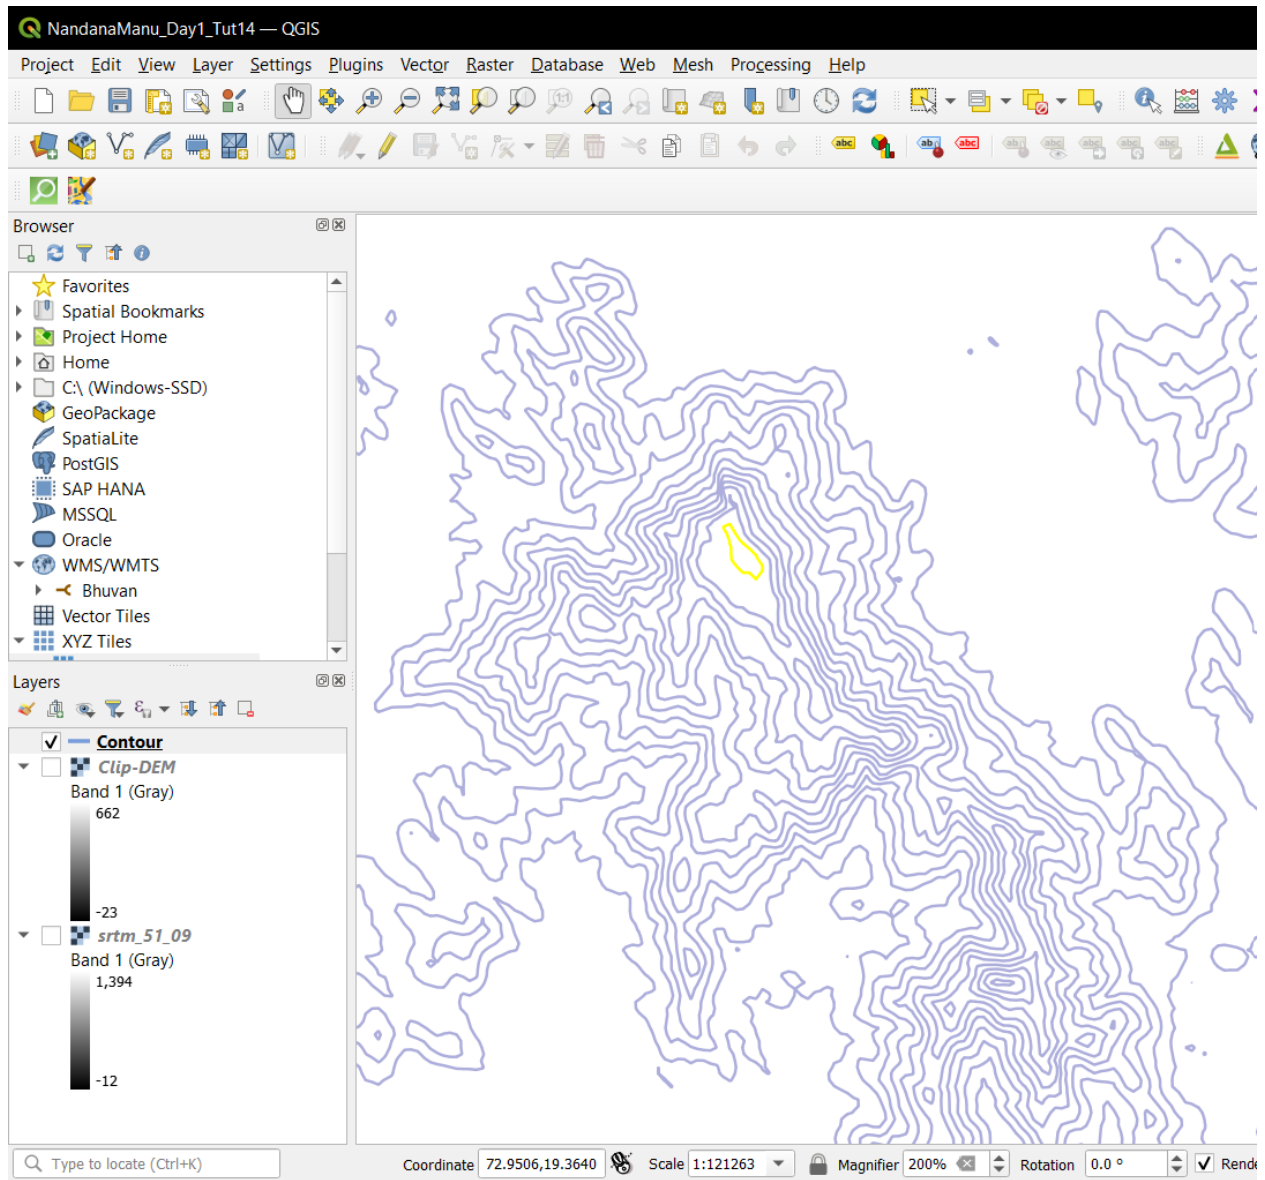 NandanaManu_Day1_Tut14 — QGIS
Project Edit View Layer Settings Plugins Vector Raster Database Web Mesh Processing Help
Browser
Favorites
Spatial Bookmarks
Project Home
Home
C:\ (Windows-SSD)
GeoPackage
SpatiaLite
PostGIS
SAP HANA
MSSQL
Oracle
WMS/WMTS
Bhuvan
Vector Tiles
XYZ Tiles
Layers
Contour
Clip-DEM
Band 1 (Gray)
662
-23
srtm_51_09
Band 1 (Gray)
1,394
-12
Type to locate (Ctrl+K) Coordinate 72.9506,19.3640 Scale 1:121263 Magnifier 200% Rotation 0.0 ° Rende